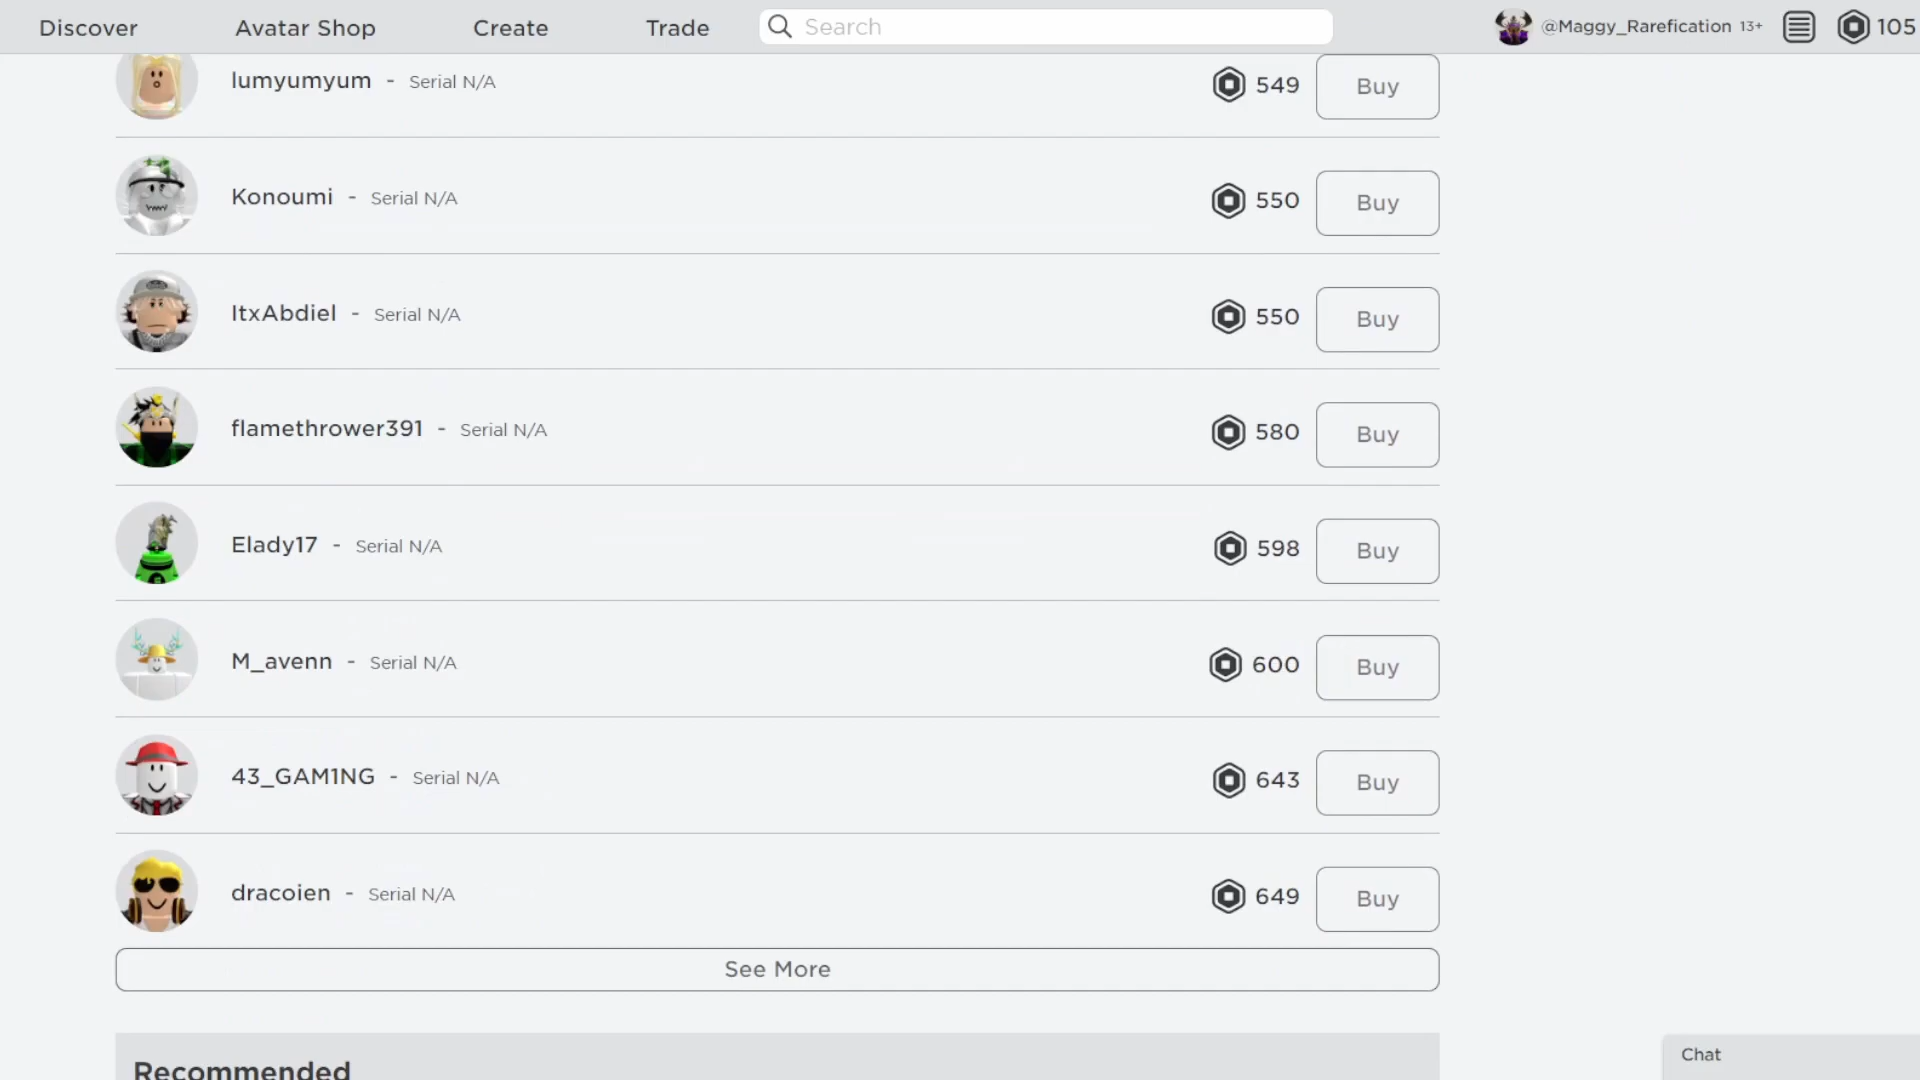 Discover Avatar Shop Create Trade Search @Maggy_Rarefication 13+ 105
lumyumyum - Serial N/A 549 Buy
Konoumi - Serial N/A 550 Buy
ItxAbdiel - Serial N/A 550 Buy
flamethrower391 - Serial N/A 580 Buy
Elady17 - Serial N/A 598 Buy
M_avenn - Serial N/A 600 Buy
43_GAM1NG - Serial N/A 643 Buy
dracoien - Serial N/A 649 Buy
See More
Recommended
Chat